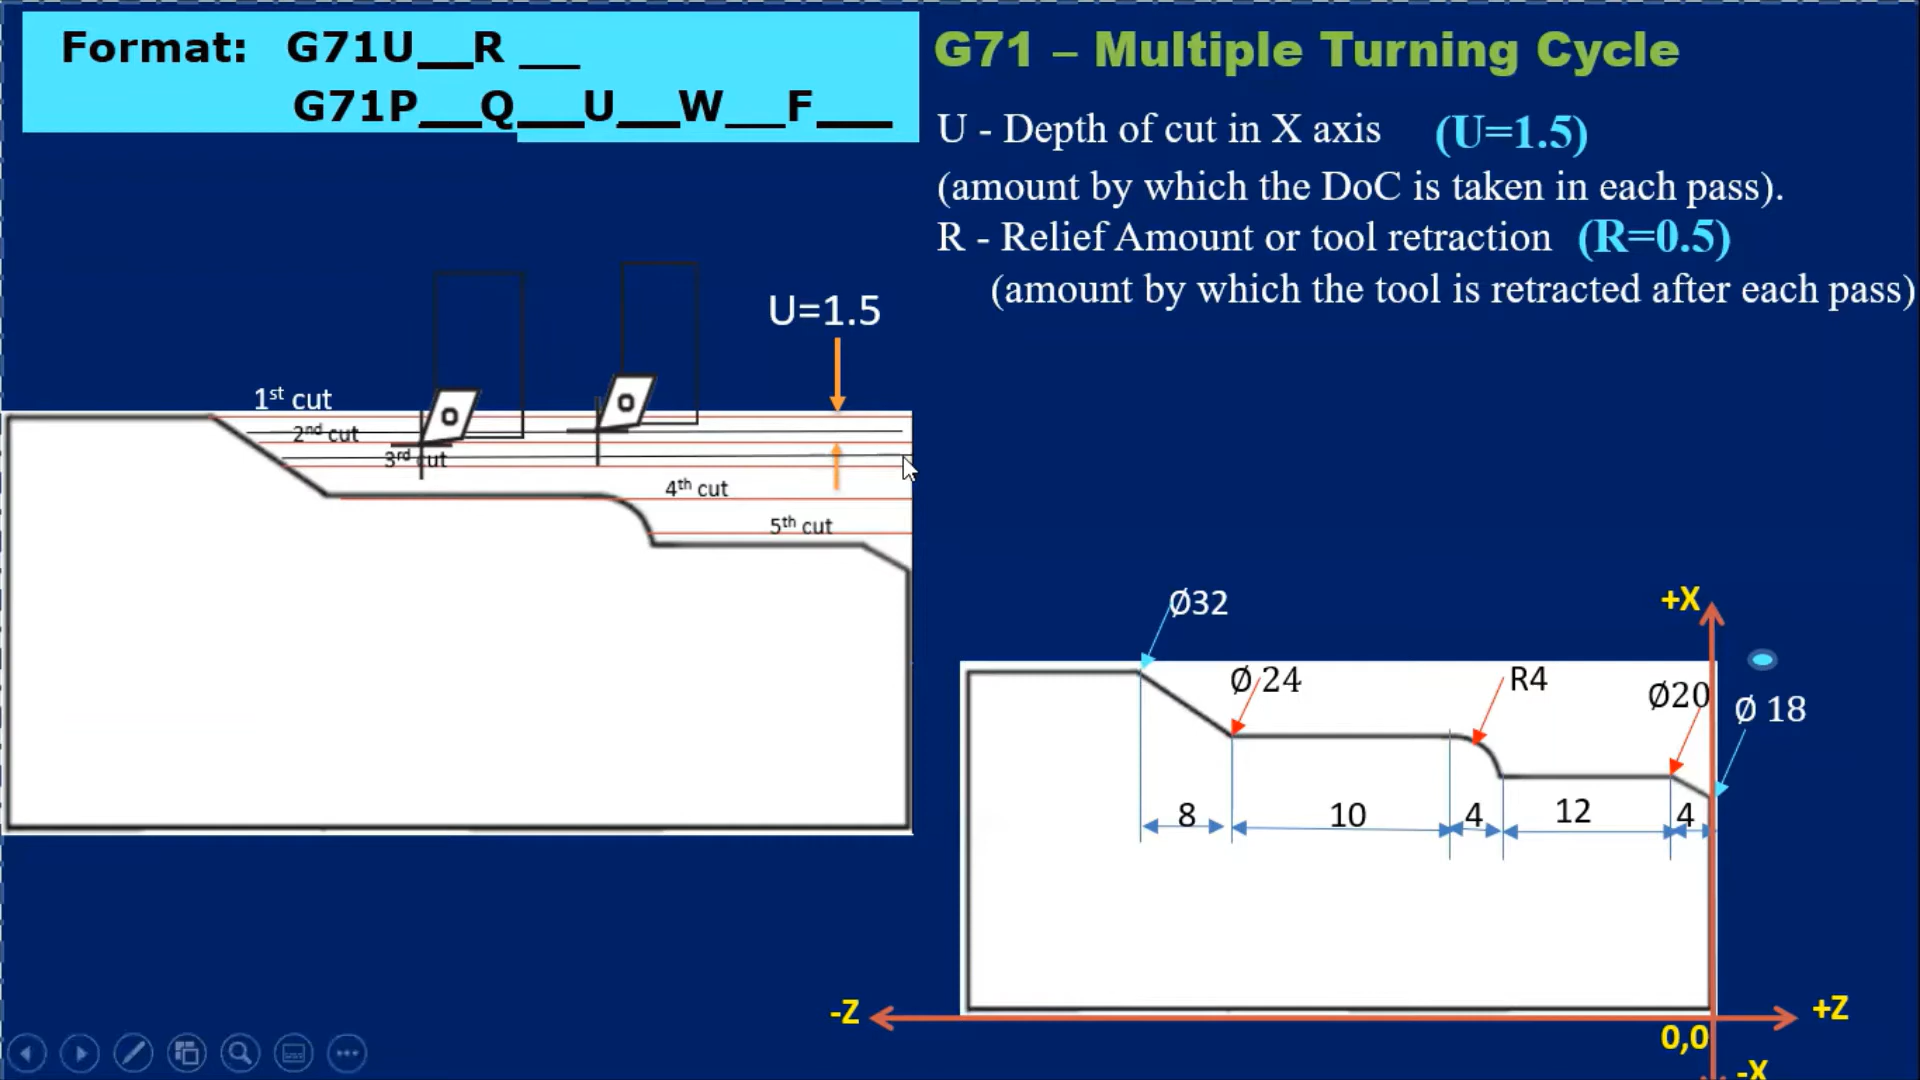 Format: G71U__R __
G71P__Q__U__W__F__
G71 – Multiple Turning Cycle
U - Depth of cut in X axis (U=1.5)
(amount by which the DoC is taken in each pass).
R - Relief Amount or tool retraction (R=0.5)
(amount by which the tool is retracted after each pass)
U=1.5
1st cut
2nd cut
3rd cut
4th cut
5th cut
Ø32
+X
Ø 24
R4
Ø20
Ø 18
8
10
4
12
4
-Z
+Z
0,0
-X